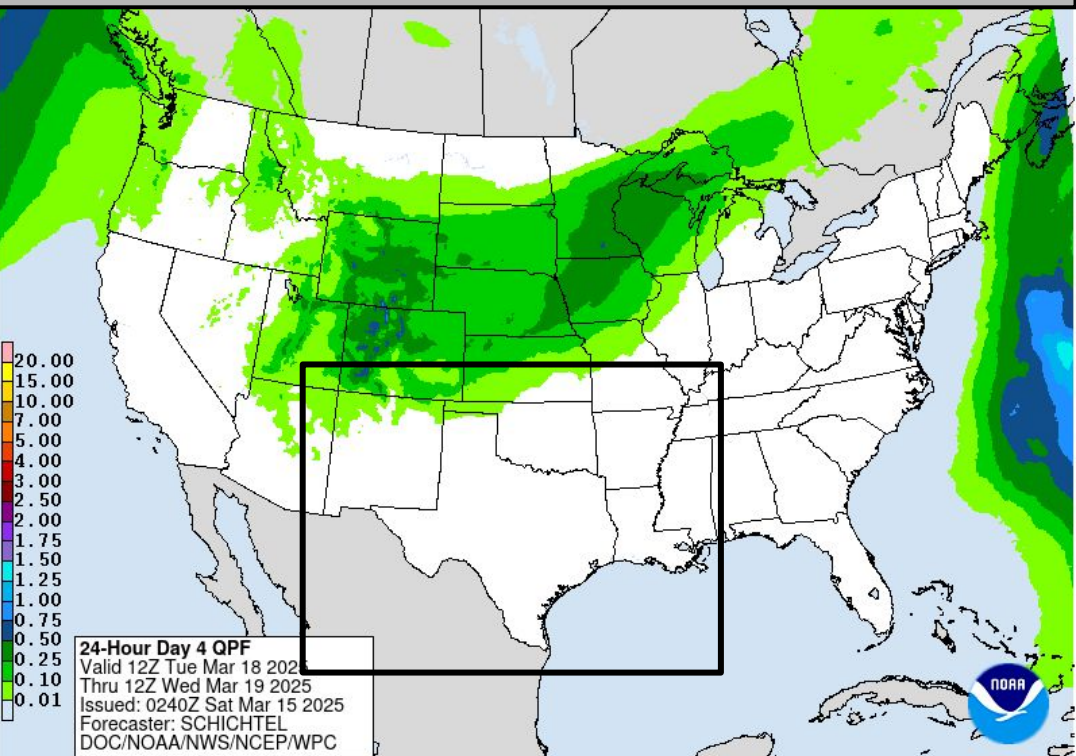 20.00
15.00
10.00
7.00
5.00
4.00
3.00
2.50
2.00
1.75
1.50
1.25
1.00
0.75
0.50
0.25
0.10
0.01
24-Hour Day 4 QPF
Valid 12Z Tue Mar 18 2025
Thru 12Z Wed Mar 19 2025
Issued: 0240Z Sat Mar 15 2025
Forecaster: SCHICHTEL
DOC/NOAA/NWS/NCEP/WPC
NOAA